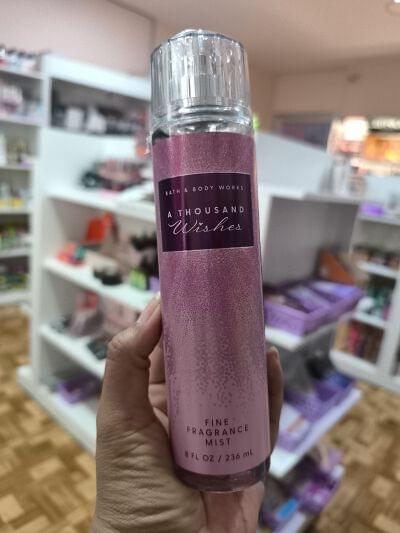 BATH & BODY WORKS
A THOUSAND
Wishes
FINE
FRAGRANCE
MIST
8 FL OZ / 236 mL